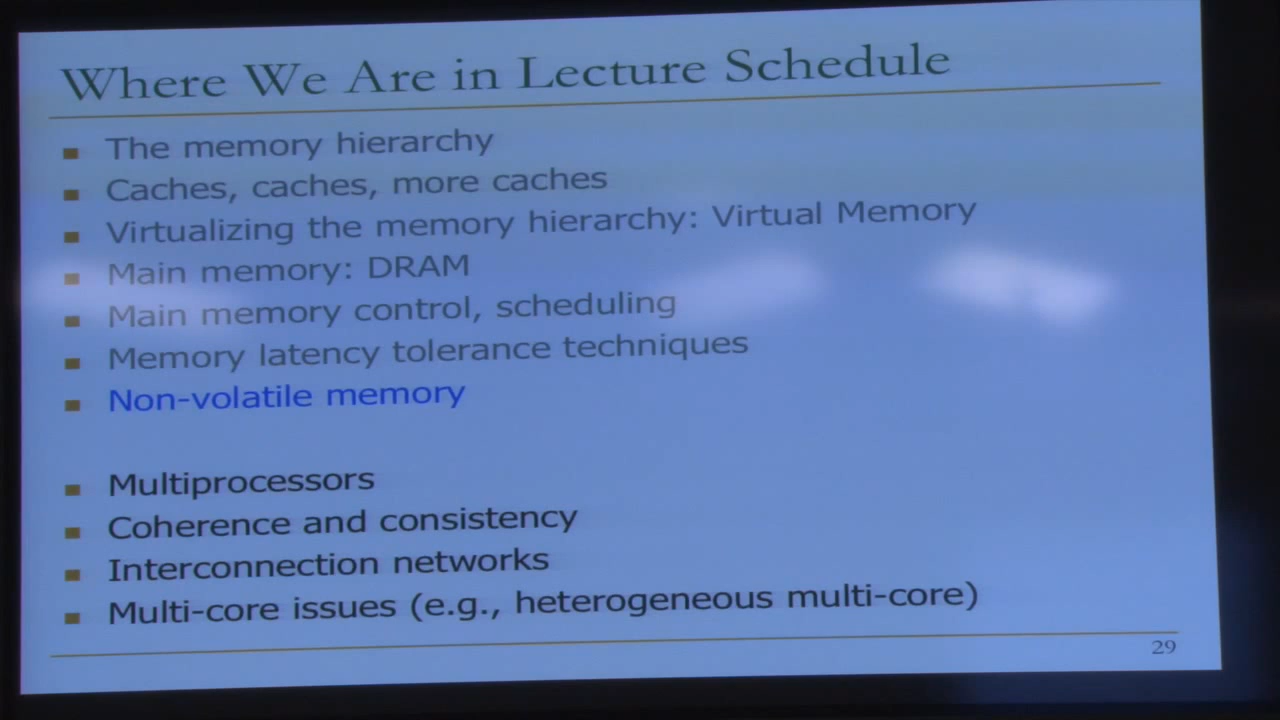 Where We Are in Lecture Schedule
The memory hierarchy
Caches, caches, more caches
Virtualizing the memory hierarchy: Virtual Memory
Main memory: DRAM
Main memory control, scheduling
Memory latency tolerance techniques
Non-volatile memory
Multiprocessors
Coherence and consistency
Interconnection networks
Multi-core issues (e.g., heterogeneous multi-core)
29